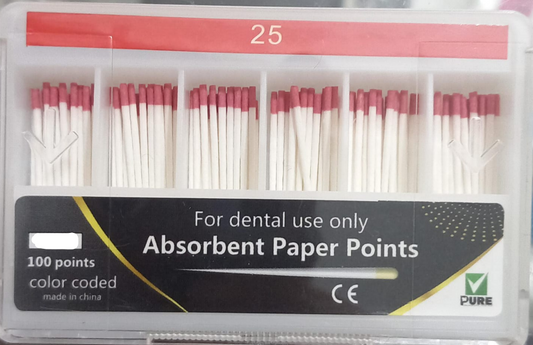 25
For dental use only
Absorbent Paper Points
100 points
color coded
made in china
CE
PURE